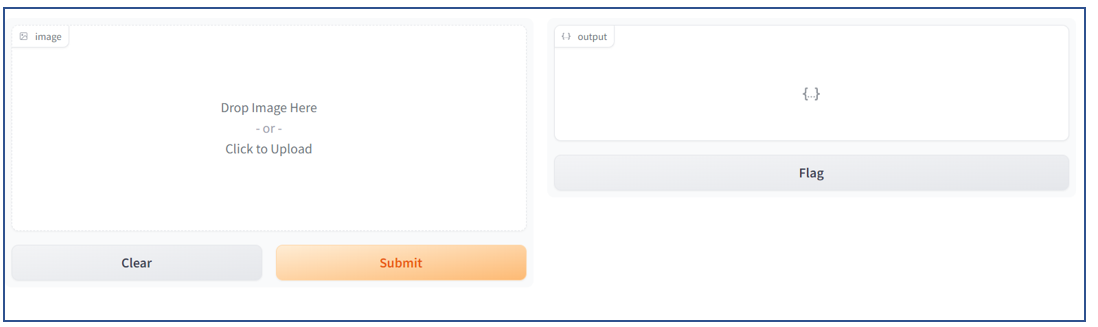 image
Drop Image Here
- or -
Click to Upload
Clear
Submit
output
{...}
Flag